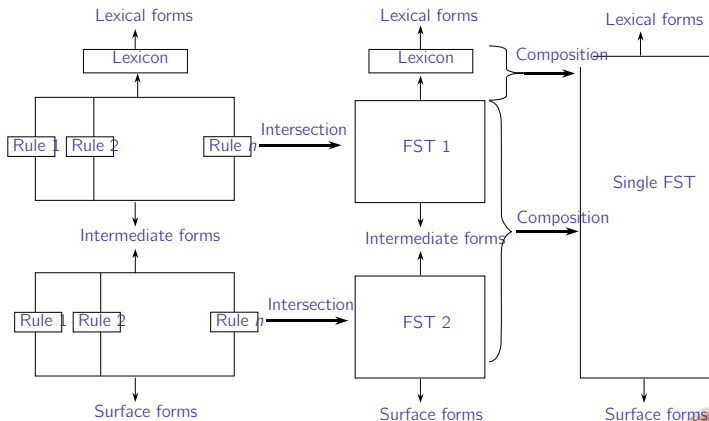 Lexical forms
Lexicon
Rule 1 Rule 2 Rule n
Intermediate forms
Rule 1 Rule 2 Rule n
Surface forms
Intersection
Intersection
Lexical forms
Lexicon
FST 1
Intermediate forms
FST 2
Surface forms
Composition
Composition
Lexical forms
Single FST
Surface forms